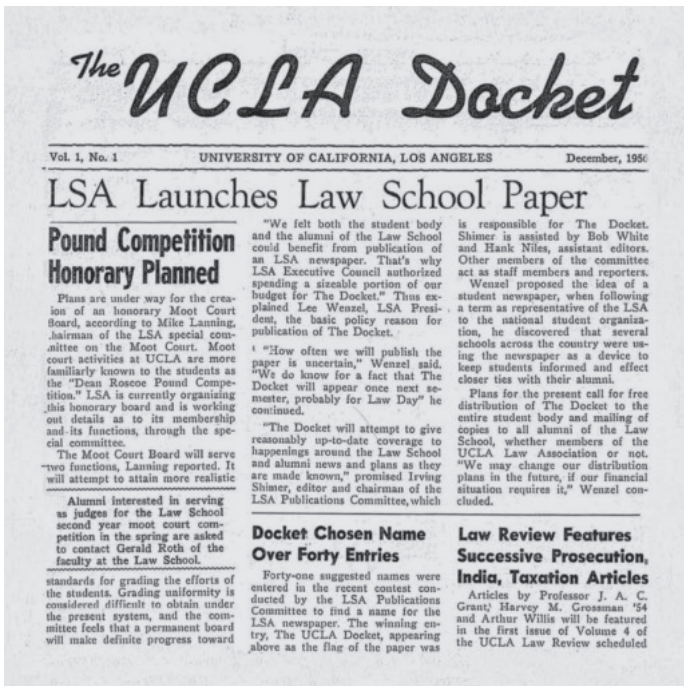 The UCLA Docket
Vol. 1, No. 1 UNIVERSITY OF CALIFORNIA, LOS ANGELES December, 1956
LSA Launches Law School Paper
Pound Competition
Honorary Planned
Plans are under way for the crea-
ion of an honorary Moot Court
Board, according to Mike Lanning,
hairman of the LSA special com-
mittee on the Moot Court. Moot
court activities at UCLA are more
familiarly known to the students as
the "Dean Roscoe Pound Compe-
tition." LSA is currently organizing
this honorary board and is working
out details as to its membership
and its functions, through the spe-
cial committee.
The Moot Court Board will serve
two functions, Lanning reported. It
will attempt to attain more realistic
Alumni interested in serving
as judges for the Law School
second year moot court com-
petition in the spring are asked
to contact Gerald Roth of the
faculty at the Law School.
standards for grading the efforts of
the students. Grading uniformity is
considered difficult to obtain under
the present system, and the com-
mittee feels that a permanent board
will make definite progress toward
"We felt both the student body
and the alumni of the Law School
could benefit from publication of
an LSA newspaper. That's why
LSA Executive Council authorized
spending a sizeable portion of our
budget for The Docket." Thus ex-
plained Lee Wenzel, LSA Presi-
dent, the basic policy reason for
publication of The Docket.
"How often we will publish the
paper is uncertain," Wenzel said.
"We do know for a fact that The
Docket will appear once next se-
mester, probably for Law Day" he
continued.
"The Docket will attempt to give
reasonably up-to-date coverage to
happenings around the Law School
and alumni news and plans as they
are made known," promised Irving
Shimer, editor and chairman of the
LSA Publications Committee, which
is responsible for The Docket.
Shimer is assisted by Bob White
and Hank Niles, assistant editors.
Other members of the committee
act as staff members and reporters.
Wenzel proposed the idea of a
student newspaper, when following
a term as representative of the LSA
to the national student organiza-
tion, he discovered that several
schools across the country were us-
ing the newspaper as a device to
keep students informed and effect
closer ties with their alumni.
Plans for the present call for free
distribution of The Docket to the
entire student body and mailing of
copies to all alumni of the Law
School, whether members of the
UCLA Law Association or not.
"We may change our distribution
plans in the future, if our financial
situation requires it," Wenzel con-
cluded.
Docket Chosen Name
Over Forty Entries
Forty-one suggested names were
entered in the recent contest con-
ducted by the LSA Publications
Committee to find a name for the
LSA newspaper. The winning en-
try, The UCLA Docket, appearing
above as the flag of the paper was
Law Review Features
Successive Prosecution,
India, Taxation Articles
Articles by Professor J. A. C.
Grant, Harvey M. Grossman '54
and Arthur Willis will be featured
in the first issue of Volume 4 of
the UCLA Law Review scheduled